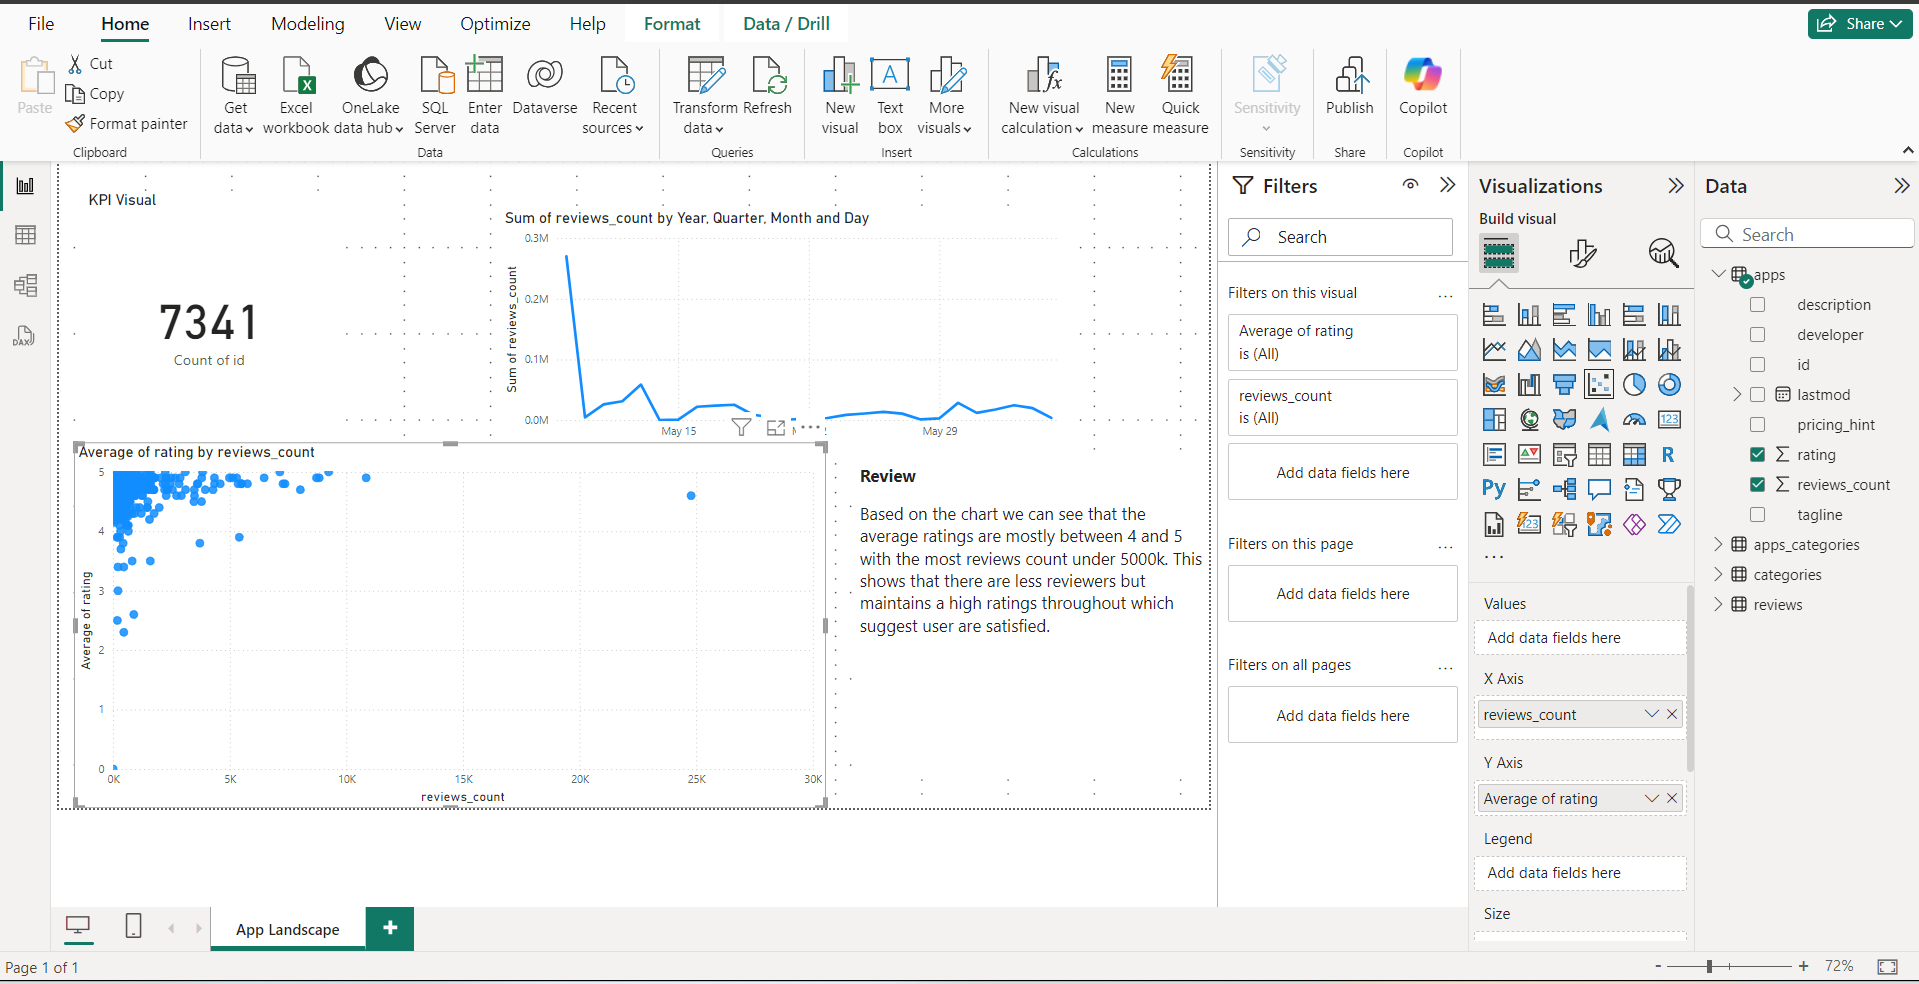 File Home Insert Modeling View Optimize Help Format Data / Drill Share
Paste
Cut
Copy
Format painter
Clipboard
Get data
Excel workbook
OneLake data hub
SQL Server
Enter data
Dataverse
Recent sources
Data
Transform data
Refresh
Queries
New visual
Text box
More visuals
Insert
New visual calculation
New measure
Quick measure
Calculations
Sensitivity
Sensitivity
Publish
Share
Copilot
Copilot
KPI Visual
7341
Count of id
Sum of reviews_count by Year, Quarter, Month and Day
Sum of reviews_count
0.3M
0.2M
0.1M
0.0M
May 15
May 29
Average of rating by reviews_count
Average of rating
5
4
3
2
1
0
0K 5K 10K 15K 20K 25K 30K
reviews_count
Review
Based on the chart we can see that the
average ratings are mostly between 4 and 5
with the most reviews count under 5000k. This
shows that there are less reviewers but
maintains a high ratings throughout which
suggest user are satisfied.
Filters
Search
Filters on this visual ...
Average of rating
is (All)
reviews_count
is (All)
Add data fields here
Filters on this page ...
Add data fields here
Filters on all pages ...
Add data fields here
Visualizations
Build visual
123
R
Py
123
...
Values
Add data fields here
X Axis
reviews_count
Y Axis
Average of rating
Legend
Add data fields here
Size
Data
Search
apps
description
developer
id
lastmod
pricing_hint
rating
reviews_count
tagline
apps_categories
categories
reviews
DAX
App Landscape +
Page 1 of 1
- + 72%